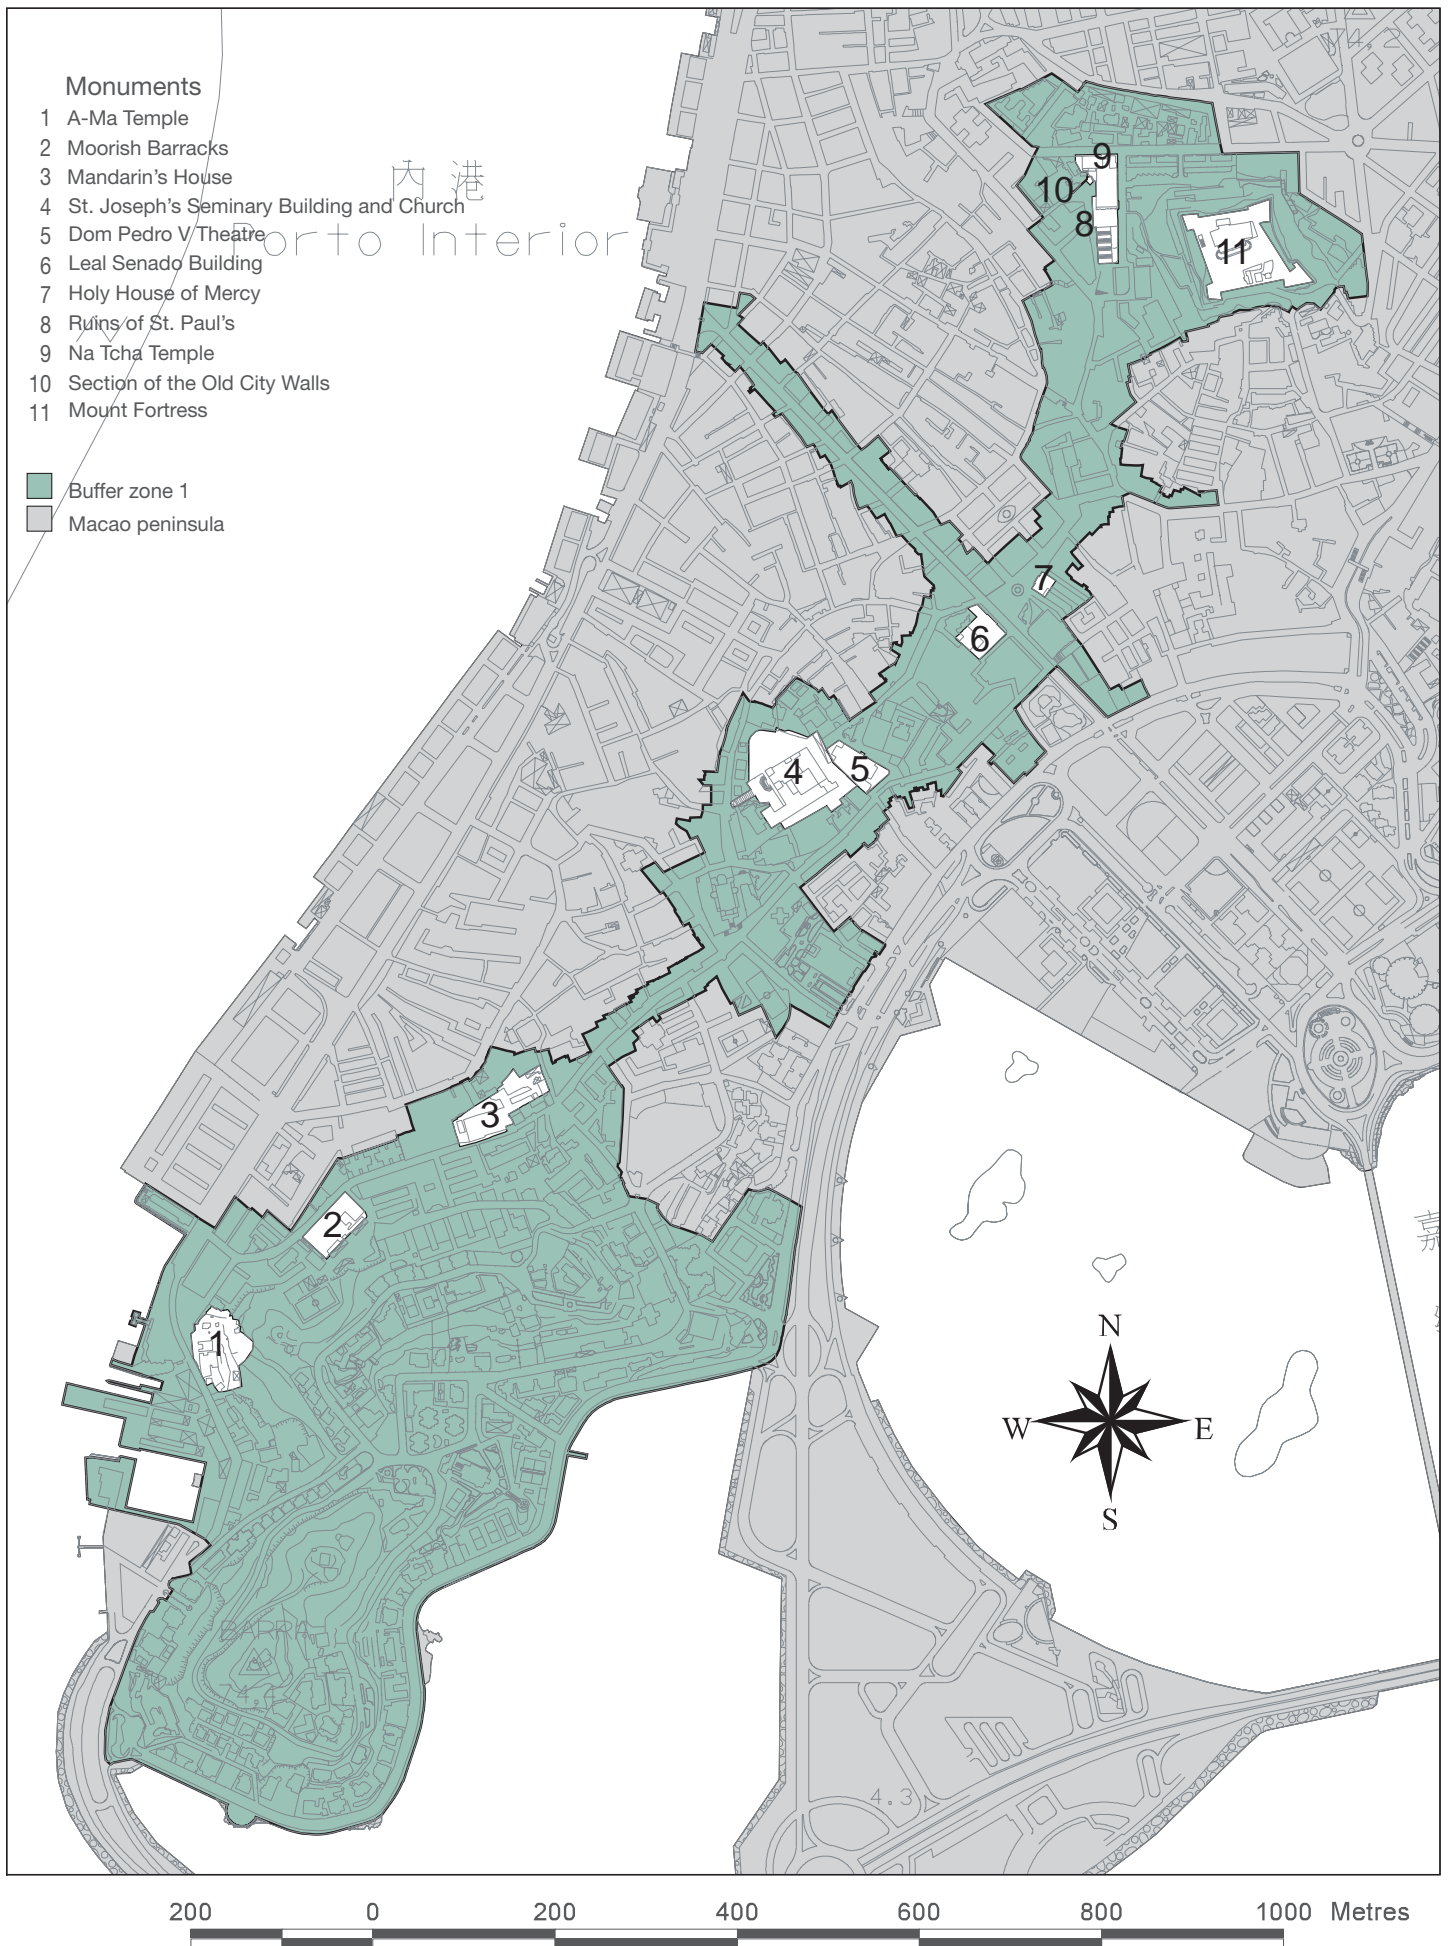 Monuments
1 A-Ma Temple
2 Moorish Barracks
3 Mandarin's House
4 St. Joseph's Seminary Building and Church
5 Dom Pedro V Theatre
6 Leal Senado Building
7 Holy House of Mercy
8 Ruins of St. Paul's
9 Na Tcha Temple
10 Section of the Old City Walls
11 Mount Fortress
Buffer zone 1
Macao peninsula
內港
Porto Interior
9
10
8
11
7
6
4
5
3
2
1
N
W E
S
BARRA
4.3
200 0 200 400 600 800 1000 Metres